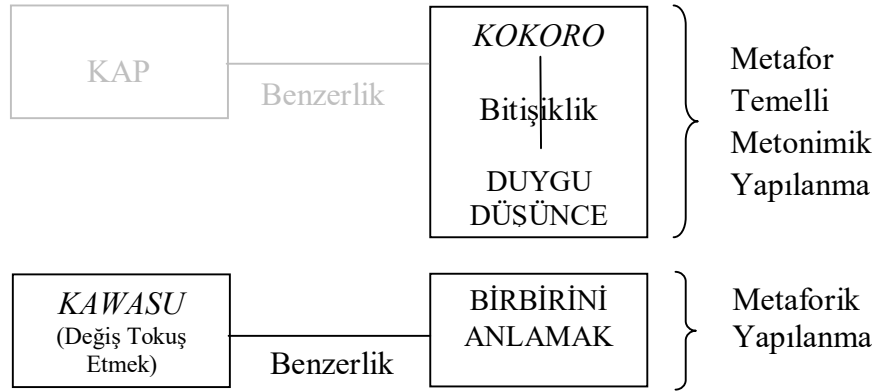 KAP
Benzerlik
KOKORO
Bitişiklik
DUYGU
DÜŞÜNCE
Metafor
Temelli
Metonimik
Yapılanma
KAWASU
(Değiş Tokuş
Etmek)
Benzerlik
BİRBİRİNİ
ANLAMAK
Metaforik
Yapılanma